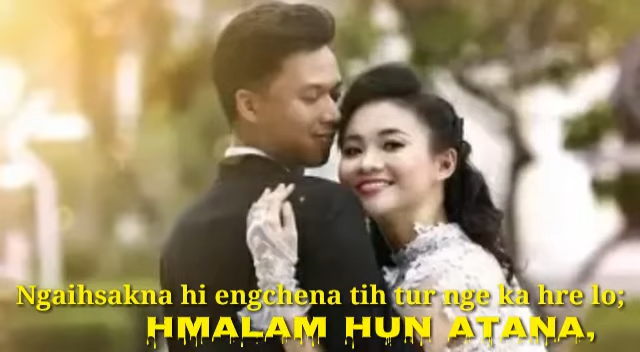 Ngaihsakna hi engchena tih tur nge ka hre lo;
HMALAM HUN ATANA,